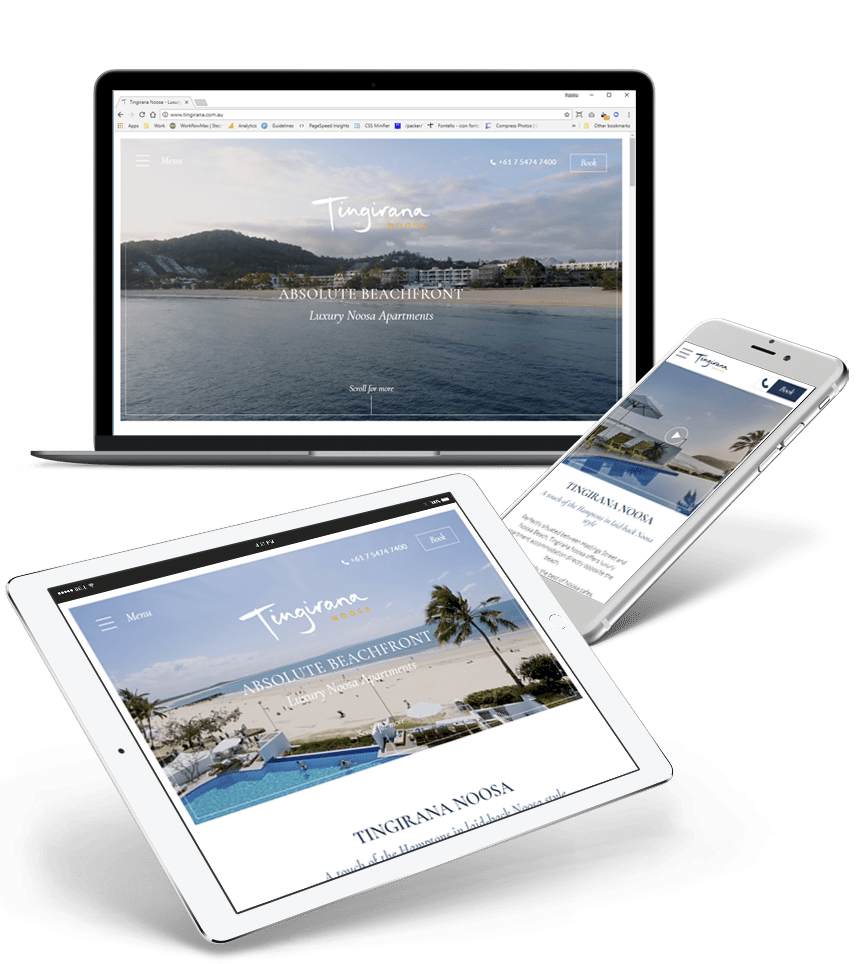 Tingirana Noosa - Luxury
www.tingirana.com.au
Apps Work WorkflowMax | Step Analytics Guidelines PageSpeed Insights CSS Minifier /packer/ Fontello - icon fonts Compress Photos | Other bookmarks
Menu
+61 7 5474 7400
Book
Tingirana
NOOSA
ABSOLUTE BEACHFRONT
Luxury Noosa Apartments
Scroll for more
Tingirana
Book
TINGIRANA NOOSA
A touch of the Hamptons in laid-back Noosa
style
Perfectly situated between Hastings Street and
Noosa Beach, Tingirana Noosa offers luxury
apartment accommodation directly opposite the
beach.
the best of Noosa cafes,
4:21 PM
Menu
+61 7 5474 7400
Book
Tingirana
NOOSA
ABSOLUTE BEACHFRONT
Luxury Noosa Apartments
TINGIRANA NOOSA
A touch of the Hamptons in laid-back Noosa style